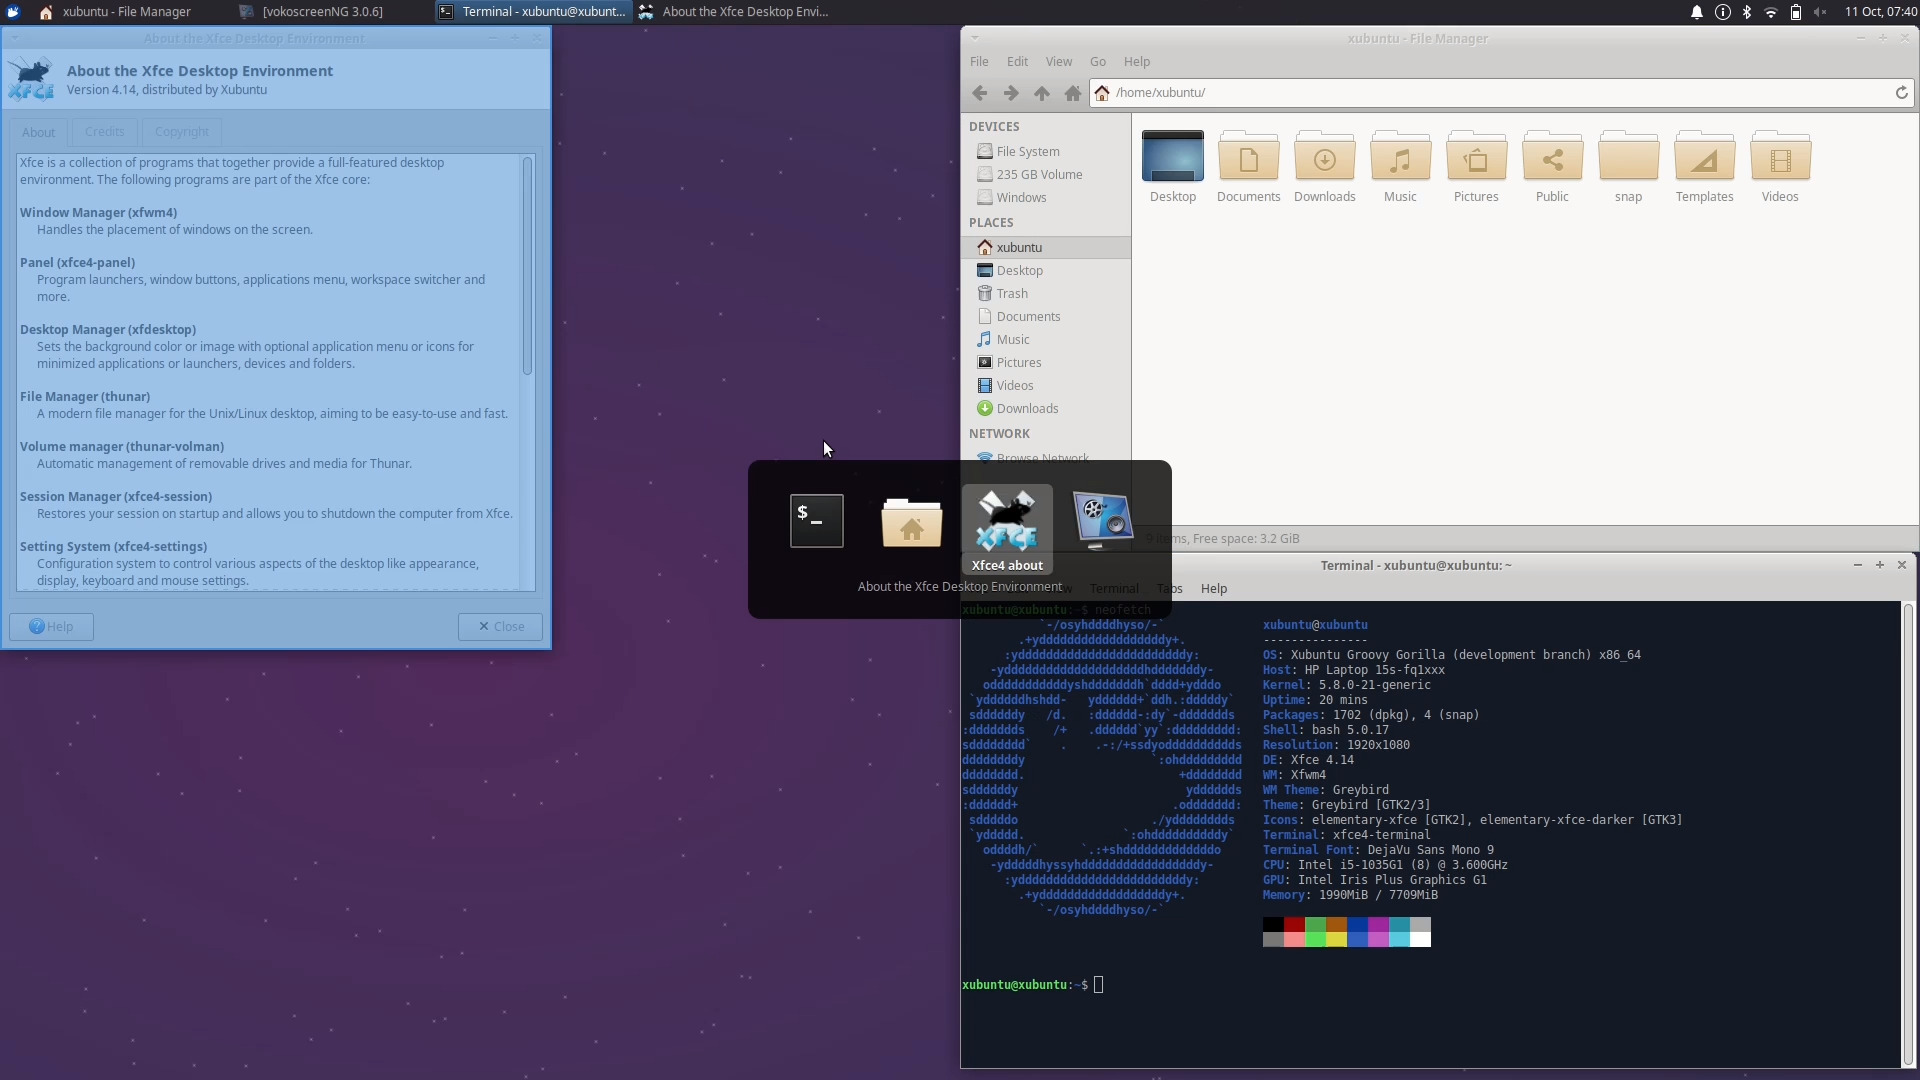 xubuntu - File Manager
[vokoscreenNG 3.0.6]
Terminal - xubuntu@xubunt...
About the Xfce Desktop Envi...
11 Oct, 07:40
About the Xfce Desktop Environment
About the Xfce Desktop Environment
Version 4.14, distributed by Xubuntu
About
Credits
Copyright
Xfce is a collection of programs that together provide a full-featured desktop
environment. The following programs are part of the Xfce core:
Window Manager (xfwm4)
Handles the placement of windows on the screen.
Panel (xfce4-panel)
Program launchers, window buttons, applications menu, workspace switcher and
more.
Desktop Manager (xfdesktop)
Sets the background color or image with optional application menu or icons for
minimized applications or launchers, devices and folders.
File Manager (thunar)
A modern file manager for the Unix/Linux desktop, aiming to be easy-to-use and fast.
Volume manager (thunar-volman)
Automatic management of removable drives and media for Thunar.
Session Manager (xfce4-session)
Restores your session on startup and allows you to shutdown the computer from Xfce.
Setting System (xfce4-settings)
Configuration system to control various aspects of the desktop like appearance,
display, keyboard and mouse settings.
Help
Close
xubuntu - File Manager
File Edit View Go Help
/home/xubuntu/
DEVICES
File System
235 GB Volume
Windows
PLACES
xubuntu
Desktop
Trash
Documents
Music
Pictures
Videos
Downloads
NETWORK
Browse Network
Desktop
Documents
Downloads
Music
Pictures
Public
snap
Templates
Videos
9 items, Free space: 3.2 GiB
$_
XFCE
Xfce4 about
About the Xfce Desktop Environment
Terminal - xubuntu@xubuntu: ~
Terminal Tabs Help
xubuntu@xubuntu:~$ neofetch
xubuntu@xubuntu
---------------
OS: Xubuntu Groovy Gorilla (development branch) x86_64
Host: HP Laptop 15s-fq1xxx
Kernel: 5.8.0-21-generic
Uptime: 20 mins
Packages: 1702 (dpkg), 4 (snap)
Shell: bash 5.0.17
Resolution: 1920x1080
DE: Xfce 4.14
WM: Xfwm4
WM Theme: Greybird
Theme: Greybird [GTK2/3]
Icons: elementary-xfce [GTK2], elementary-xfce-darker [GTK3]
Terminal: xfce4-terminal
Terminal Font: DejaVu Sans Mono 9
CPU: Intel i5-1035G1 (8) @ 3.600GHz
GPU: Intel Iris Plus Graphics G1
Memory: 1990MiB / 7709MiB
xubuntu@xubuntu:~$